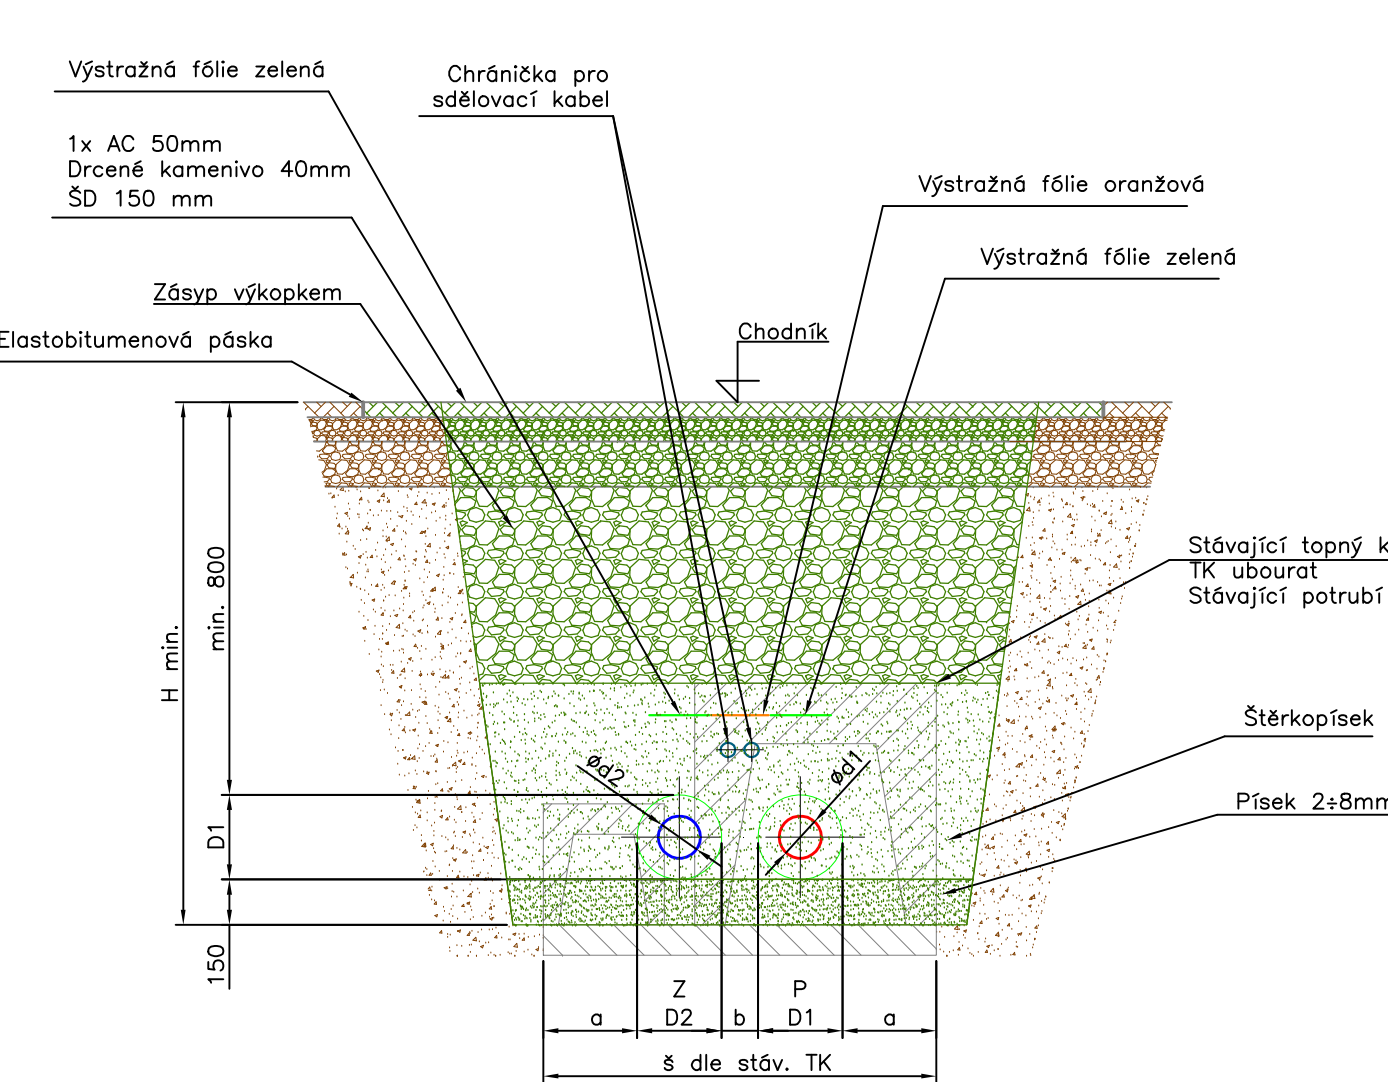 Výstražná fólie zelená
Chránička pro
sdělovací kabel
1x AC 50mm
Drcené kamenivo 40mm
ŠD 150 mm
Výstražná fólie oranžová
Výstražná fólie zelená
Zásyp výkopkem
Chodník
Elastobitumenová páska
Stávající topný k
TK ubourat
Stávající potrubí
min. 800
H min.
Štěrkopísek
ød2
ød1
Písek 2÷8mm
D1
150
Z
P
a
D2
b
D1
a
š dle stáv. TK